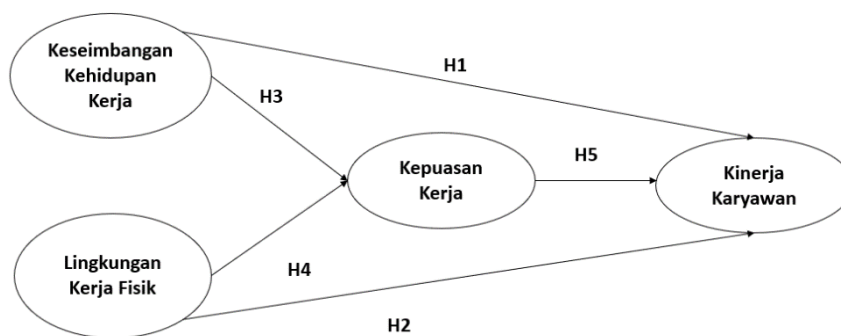 Keseimbangan
Kehidupan
Kerja
H1
H3
Kepuasan
Kerja
H5
Kinerja
Karyawan
Lingkungan
Kerja Fisik
H4
H2